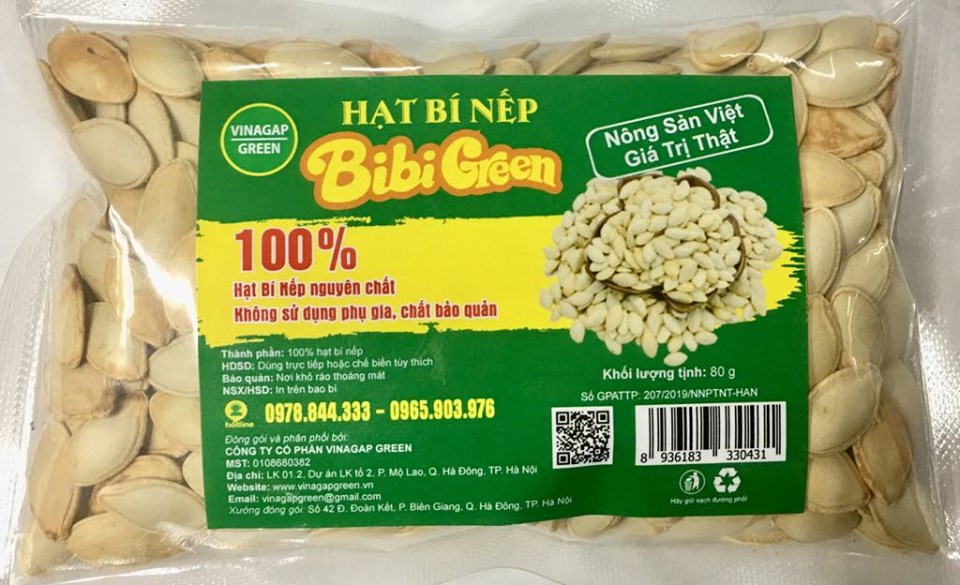 VINAGAP
GREEN
HẠT BÍ NẾP
Bibi Green
Nông Sản Việt
Giá Trị Thật
100%
Hạt Bí Nếp nguyên chất
Không sử dụng phụ gia, chất bảo quản
Thành phần: 100% hạt bí nếp
HDSD: Dùng trực tiếp hoặc chế biến tùy thích
Bảo quản: Nơi khô ráo thoáng mát
NSX/HSD: In trên bao bì
hotline 0978.844.333 - 0965.903.976
Đóng gói và phân phối bởi:
CÔNG TY CỔ PHẦN VINAGAP GREEN
MST: 0108680382
Địa chỉ: LK 01.2, Dự án LK tổ 2, P. Mộ Lao, Q. Hà Đông, TP. Hà Nội
Website: www.vinagapgreen.vn
Email: vinagapgreen@gmail.com
Xưởng đóng gói: Số 42 Đ. Đoàn Kết, P. Biên Giang, Q. Hà Đông, TP. Hà Nội
Khối lượng tịnh: 80 g
Số GPATTP: 207/2019/NNPTNT-HAN
8 936183 330431
Hãy giữ sạch đường phố!